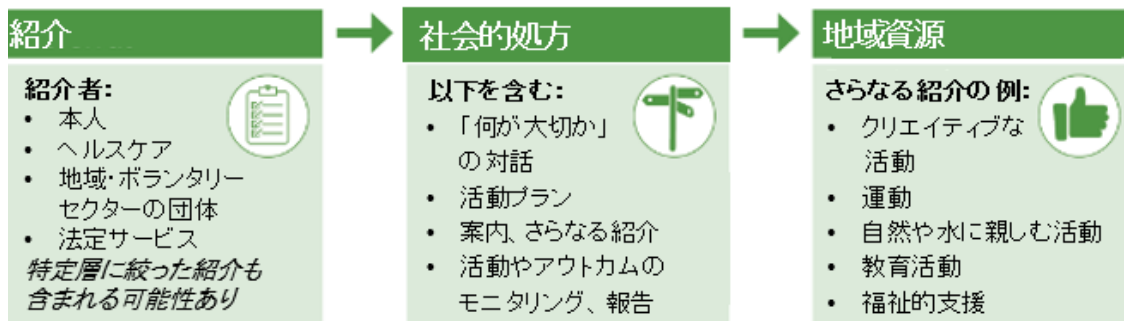 紹介
紹介者:
• 本人
• ヘルスケア
• 地域・ボランタリー
セクターの団体
• 法定サービス
特定層に絞った紹介も
含まれる可能性あり
社会的処方
以下を含む:
• 「何が大切か」
の対話
• 活動プラン
• 案内、さらなる紹介
• 活動やアウトカムの
モニタリング、報告
地域資源
さらなる紹介の例:
• クリエイティブな
活動
• 運動
• 自然や水に親しむ活動
• 教育活動
• 福祉的支援